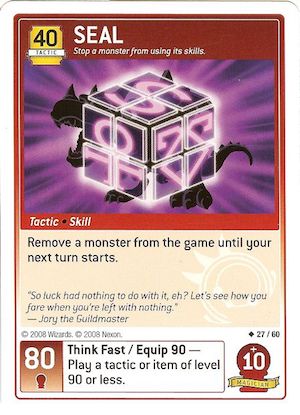 40
TACTIC
SEAL
Stop a monster from using its skills.
Tactic • Skill
Remove a monster from the game until your
next turn starts.
"So luck had nothing to do with it, eh? Let's see how you
fare when you're left with nothing."
— Jory the Guildmaster
© 2008 Wizards. © 2008 Nexon.
◆ 27 / 60
80
Think Fast / Equip 90 —
Play a tactic or item of level
90 or less.
+
10
MAGICIAN